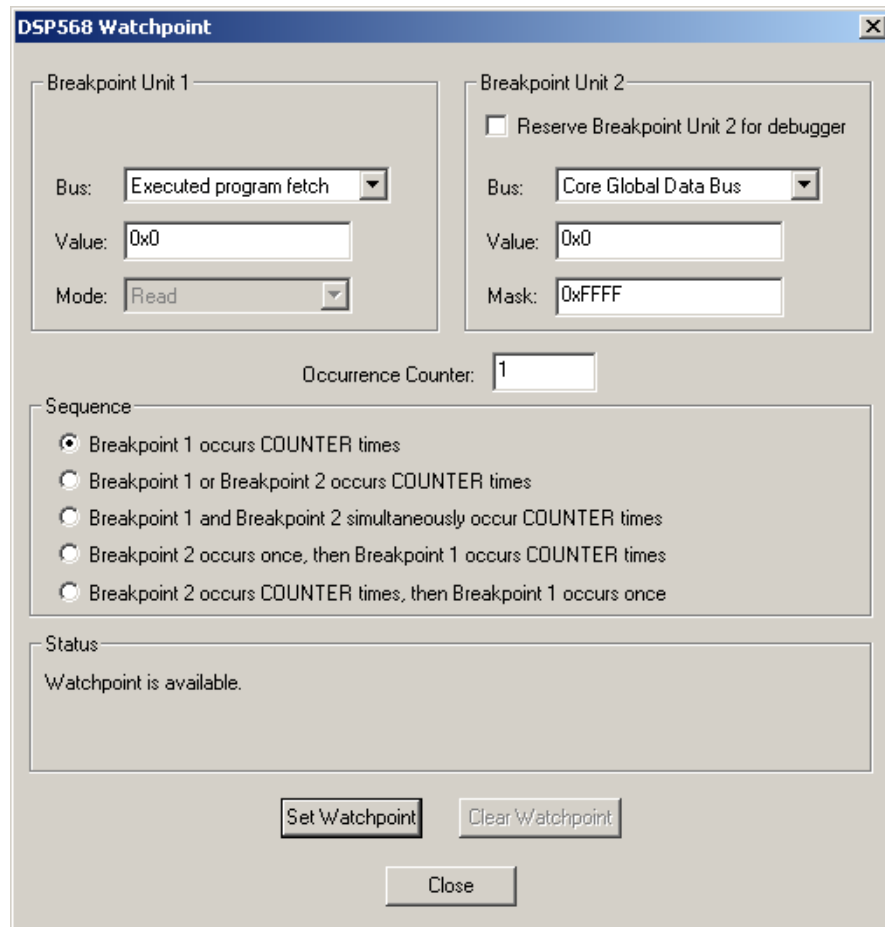 DSP568 Watchpoint
Breakpoint Unit 1
Bus: Executed program fetch
Value: 0x0
Mode: Read
Breakpoint Unit 2
Reserve Breakpoint Unit 2 for debugger
Bus: Core Global Data Bus
Value: 0x0
Mask: 0xFFFF
Occurrence Counter: 1
Sequence
Breakpoint 1 occurs COUNTER times
Breakpoint 1 or Breakpoint 2 occurs COUNTER times
Breakpoint 1 and Breakpoint 2 simultaneously occur COUNTER times
Breakpoint 2 occurs once, then Breakpoint 1 occurs COUNTER times
Breakpoint 2 occurs COUNTER times, then Breakpoint 1 occurs once
Status
Watchpoint is available.
Set Watchpoint
Clear Watchpoint
Close